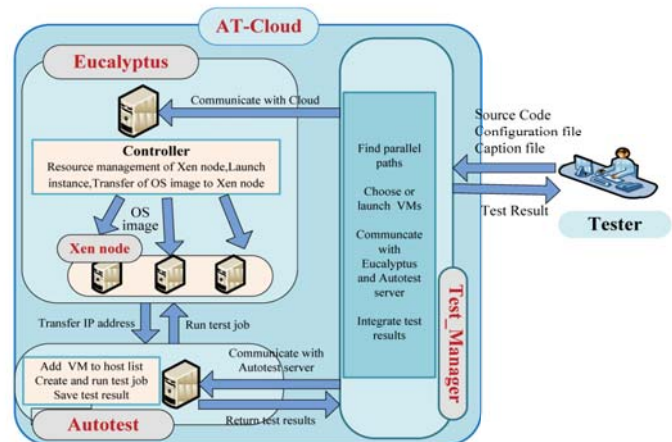 AT-Cloud
Eucalyptus
Communicate with Cloud
Controller
Resource management of Xen node,Launch
instance,Transfer of OS image to Xen node
OS
image
Xen node
Transfer IP address
Run terst job
Add VM to host list
Create and run test job
Save test result
Autotest
Communicate with
Autotest server
Return test results
Find parallel
paths
Choose or
launch VMs
Communcate with
Eucalyptus
and Autotest
server
Integrate test
results
Test_Manager
Source Code
Configuration file
Caption file
Test Result
Tester